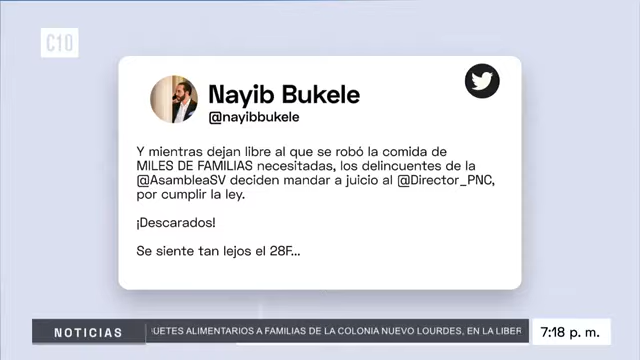 C10
Nayib Bukele
@nayibbukele
Y mientras dejan libre al que se robó la comida de
MILES DE FAMILIAS necesitadas, los delincuentes de la
@AsambleaSV deciden mandar a juicio al @Director_PNC,
por cumplir la ley.
¡Descarados!
Se siente tan lejos el 28F...
NOTICIAS
UETES ALIMENTARIOS A FAMILIAS DE LA COLONIA NUEVO LOURDES, EN LA LIBER
7:18 p. m.